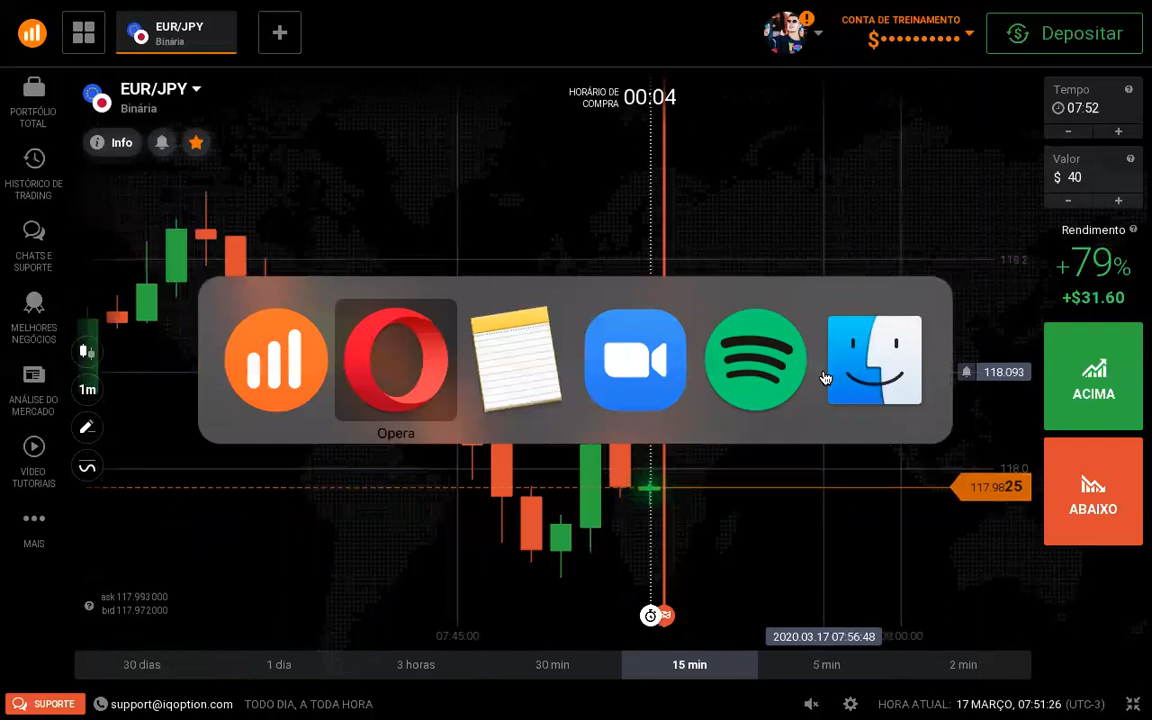 EUR/JPY
Binária
CONTA DE TREINAMENTO
$••••••••••
Depositar
PORTFÓLIO
TOTAL
HISTÓRICO DE
TRADING
CHATS E
SUPORTE
MELHORES
NEGÓCIOS
ANÁLISE DO
MERCADO
VÍDEO
TUTORIAIS
MAIS
EUR/JPY
Binária
Info
1m
HORÁRIO DE
COMPRA
00:04
Opera
118.2
118.093
118.0
117.9825
ask 117.993000
bid 117.972000
07:45:00
2020.03.17 07:56:48
30 dias
1 dia
3 horas
30 min
15 min
5 min
2 min
Tempo
07:52
- +
Valor
$ 40
- +
Rendimento
+79%
+$31.60
ACIMA
ABAIXO
SUPORTE
support@iqoption.com
TODO DIA, A TODA HORA
HORA ATUAL: 17 MARÇO, 07:51:26 (UTC-3)